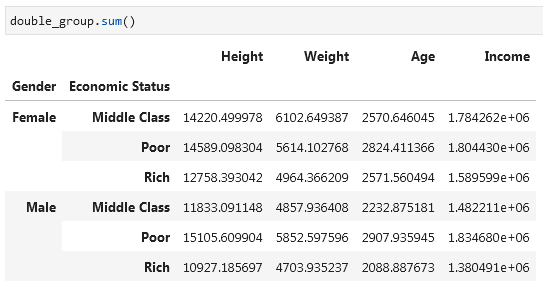 double_group.sum()
Height Weight Age Income
Gender Economic Status
Female Middle Class 14220.499978 6102.649387 2570.646045 1.784262e+06
Poor 14589.098304 5614.102768 2824.411366 1.804430e+06
Rich 12758.393042 4964.366209 2571.560494 1.589599e+06
Male Middle Class 11833.091148 4857.936408 2232.875181 1.482211e+06
Poor 15105.609904 5852.597596 2907.935945 1.834680e+06
Rich 10927.185697 4703.935237 2088.887673 1.380491e+06